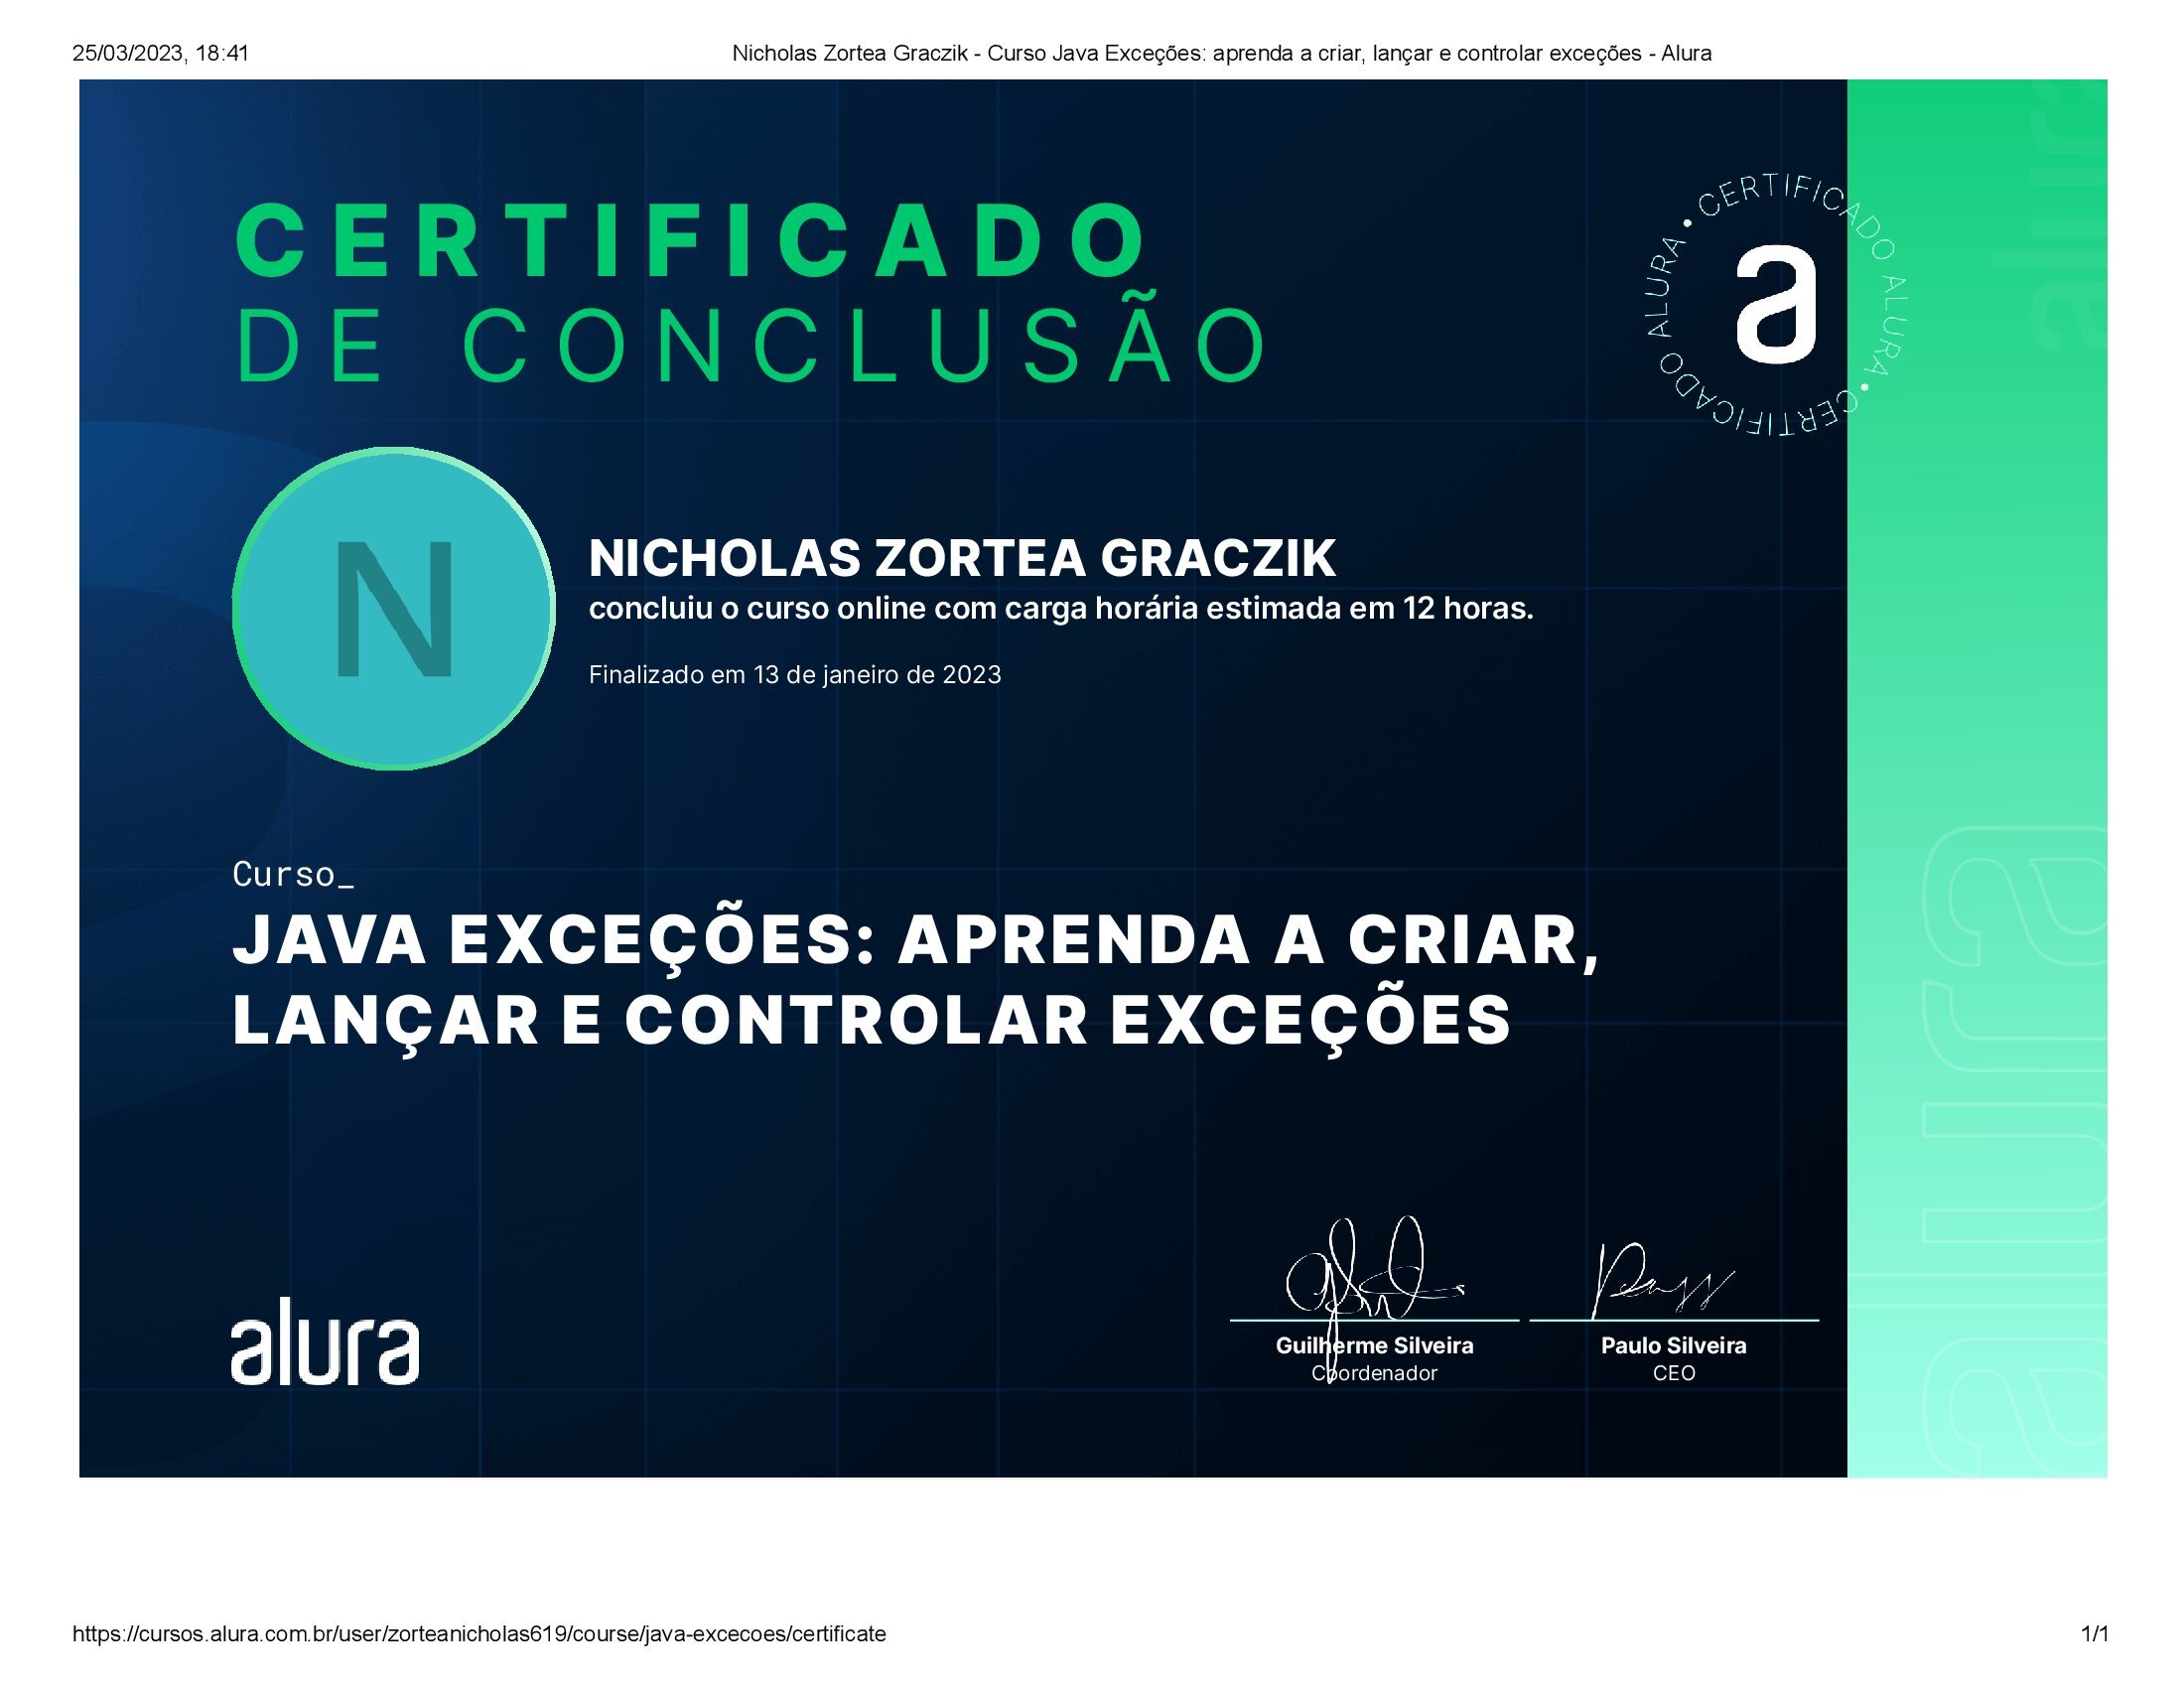 25/03/2023, 18:41
Nicholas Zortea Graczik - Curso Java Exceções: aprenda a criar, lançar e controlar exceções - Alura
CERTIFICADO
DE CONCLUSÃO
• CERTIFICADO ALURA • CERTIFICADO ALURA
a
N
NICHOLAS ZORTEA GRACZIK
concluiu o curso online com carga horária estimada em 12 horas.
Finalizado em 13 de janeiro de 2023
Curso_
JAVA EXCEÇÕES: APRENDA A CRIAR,
LANÇAR E CONTROLAR EXCEÇÕES
alura
Guilherme Silveira
Coordenador
Paulo Silveira
CEO
alura
alura
https://cursos.alura.com.br/user/zorteanicholas619/course/java-excecoes/certificate
1/1